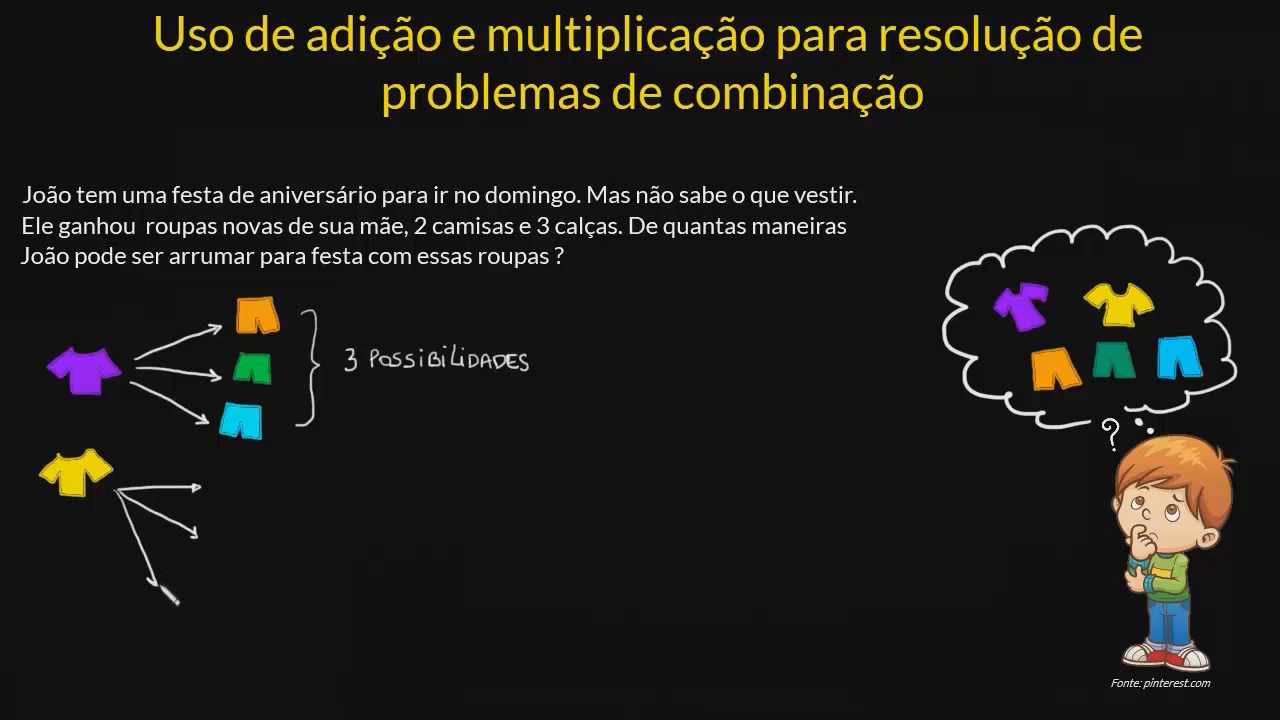 Uso de adição e multiplicação para resolução de
problemas de combinação
João tem uma festa de aniversário para ir no domingo. Mas não sabe o que vestir.
Ele ganhou roupas novas de sua mãe, 2 camisas e 3 calças. De quantas maneiras
João pode ser arrumar para festa com essas roupas ?
3 POSSIBILIDADES
?
Fonte: pinterest.com